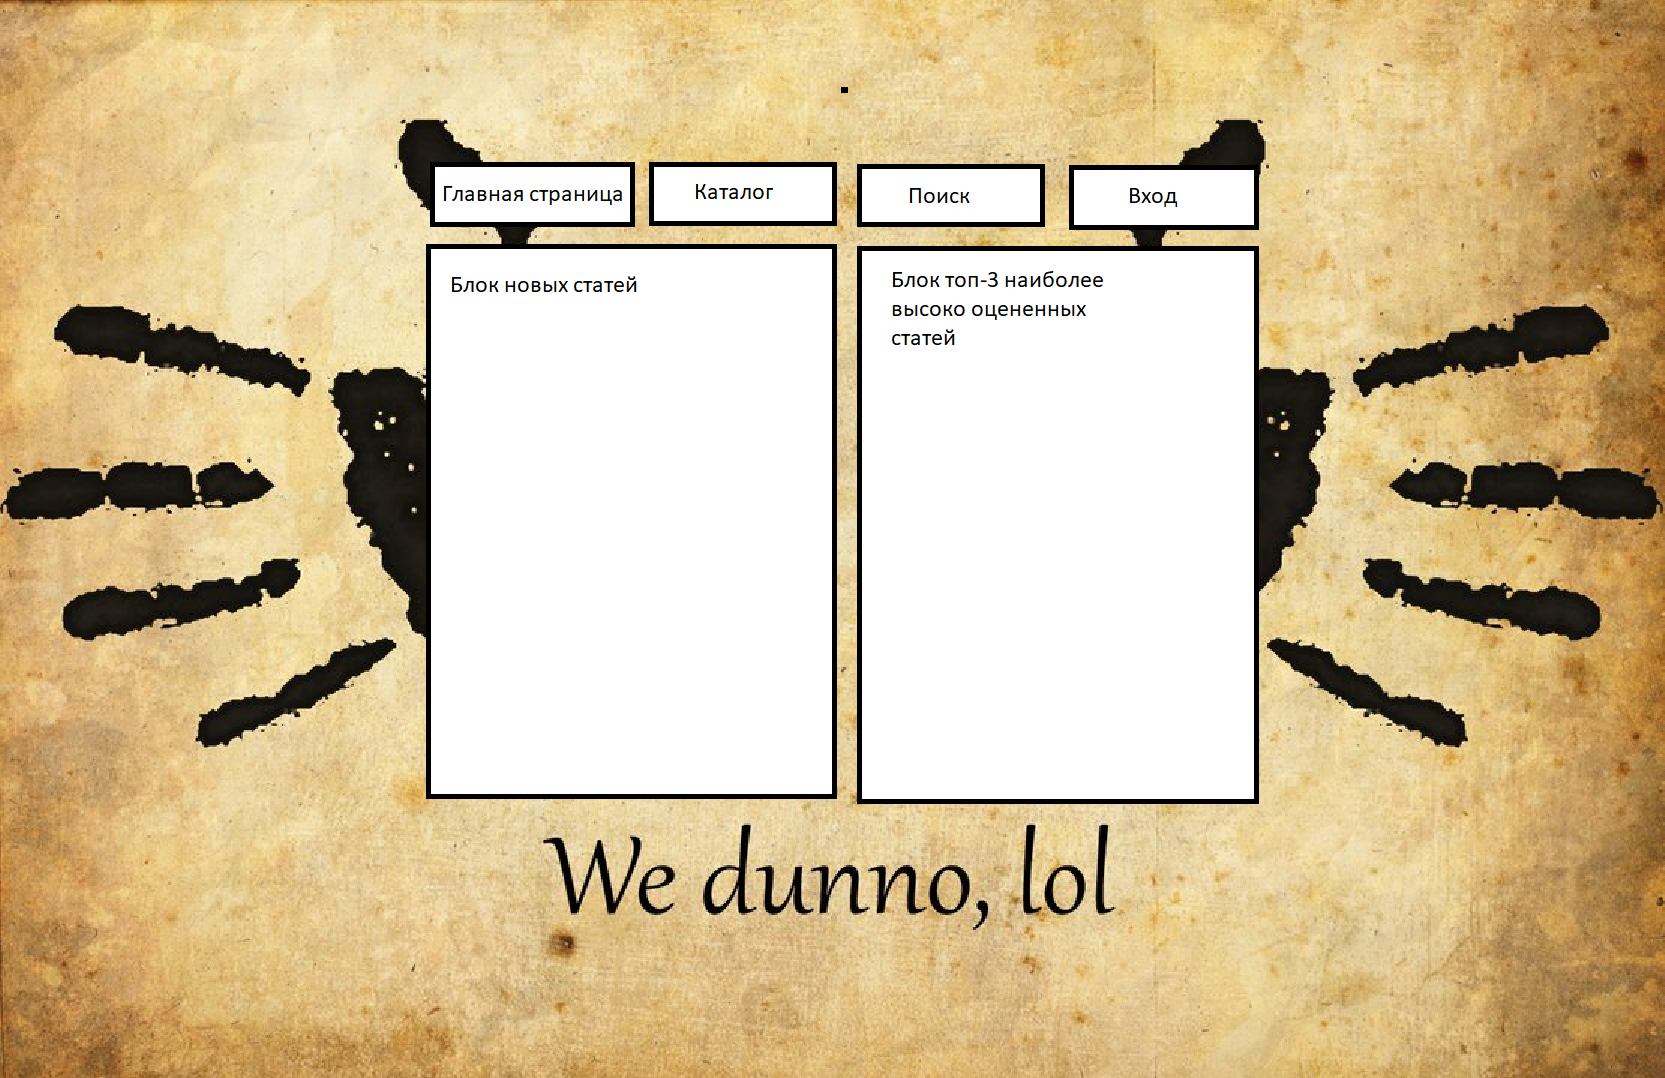 Главная страница
Каталог
Поиск
Вход
Блок новых статей
Блок топ-3 наиболее
высоко оцененных
статей
We dunno, lol